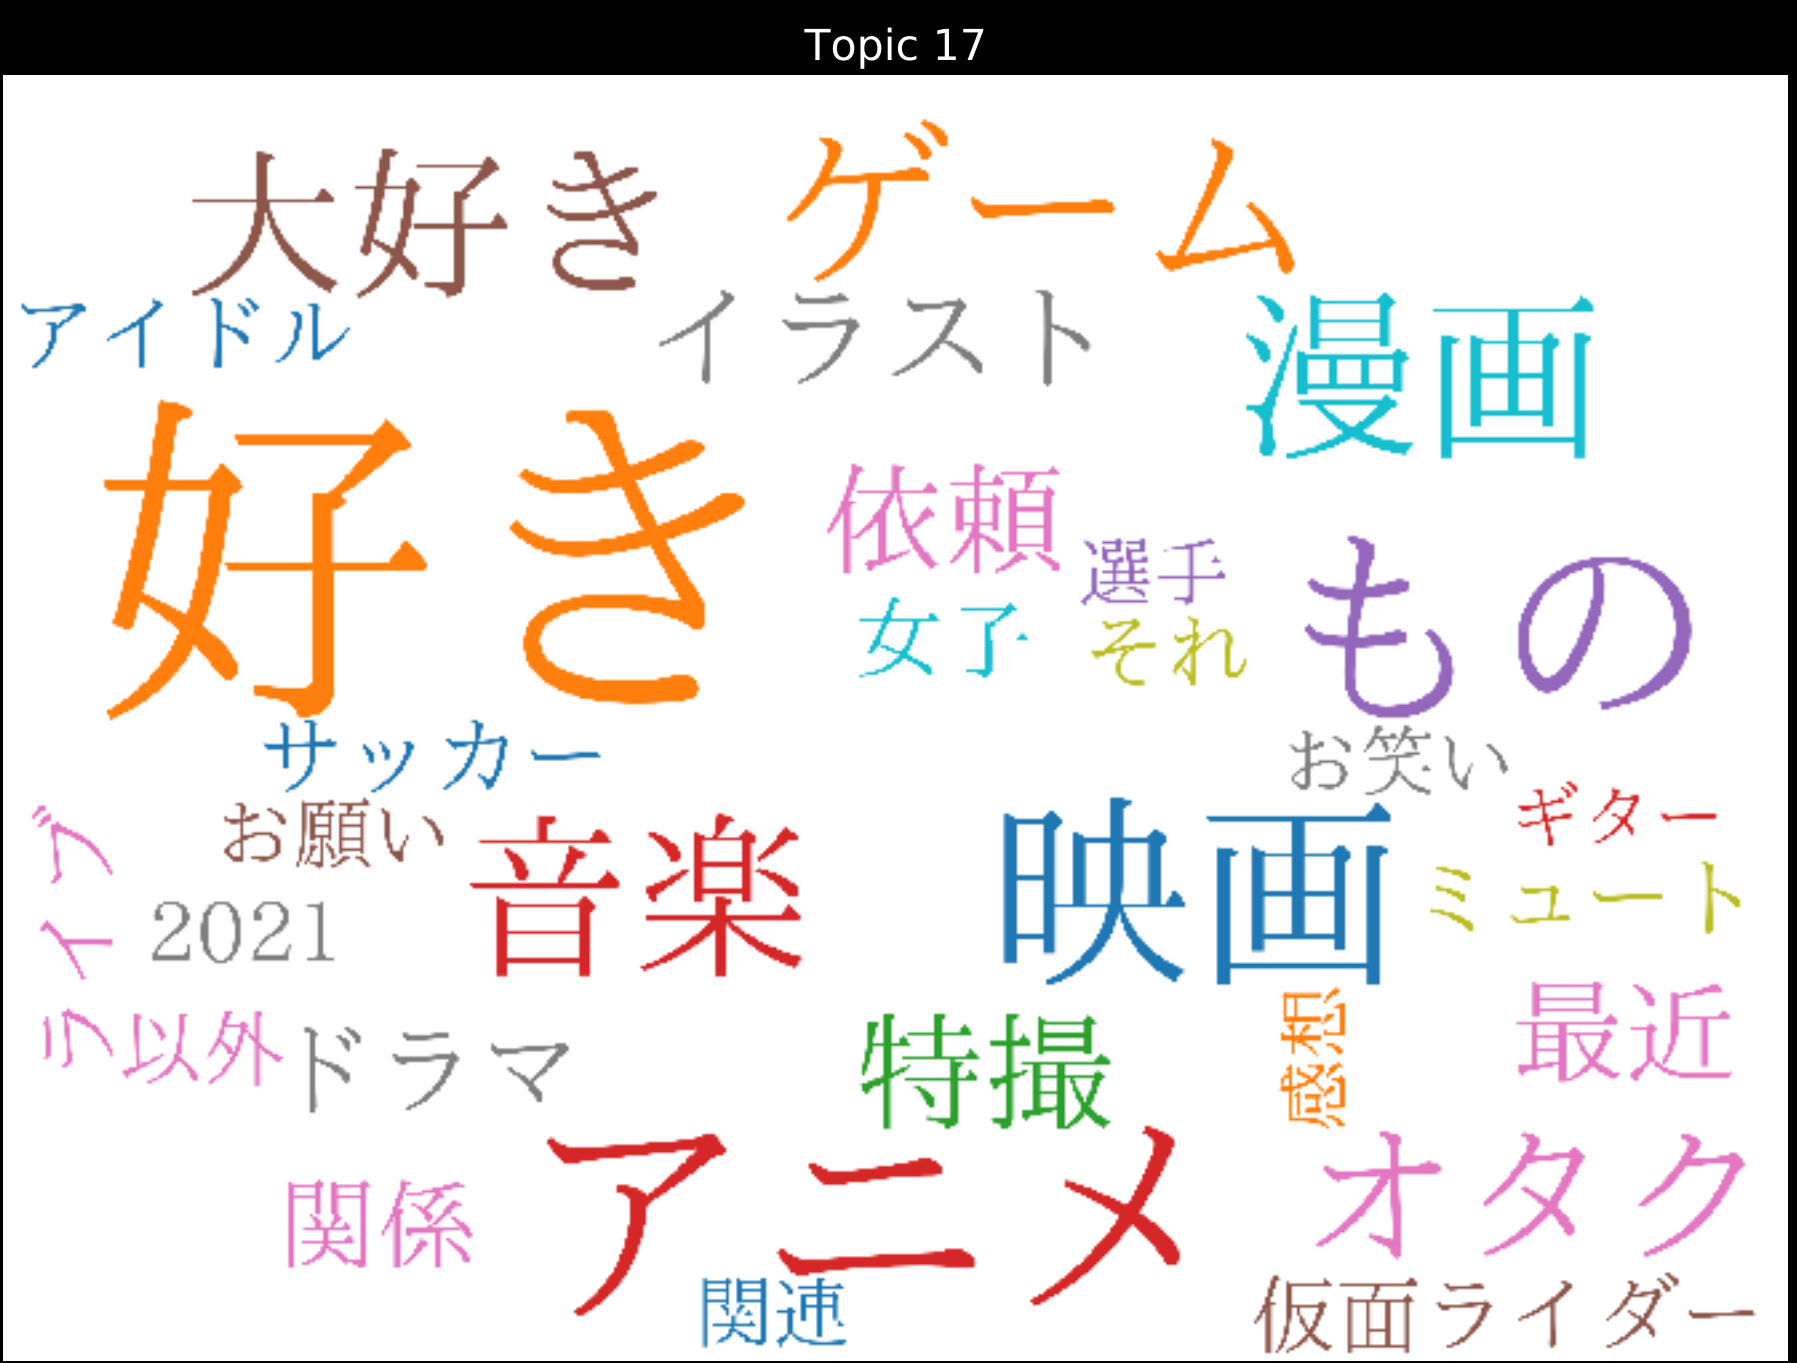 Topic 17
大好き
ゲーム
アイドル
イラスト
漫画
好き
依頼
選手
もの
女子
それ
サッカー
お笑い
ライブ
お願い
音楽
映画
ギター
ミュート
2021
以外
ドラマ
特撮
感想
最近
関係
アニメ
オタク
関連
仮面ライダー